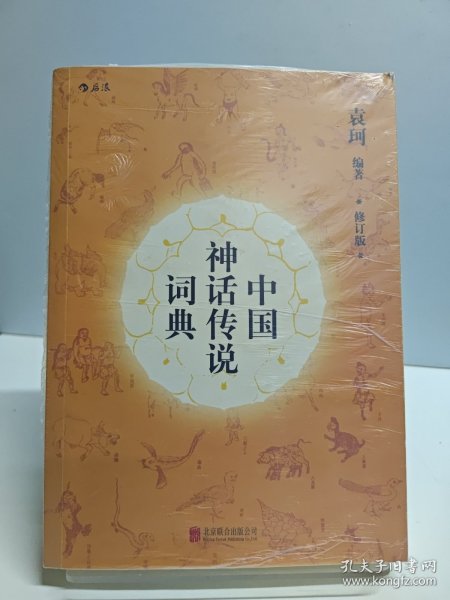 后浪
袁珂 编著
修订版
中国
神话传说
词典
北京联合出版公司
孔夫子旧书网
www.kongfz.com